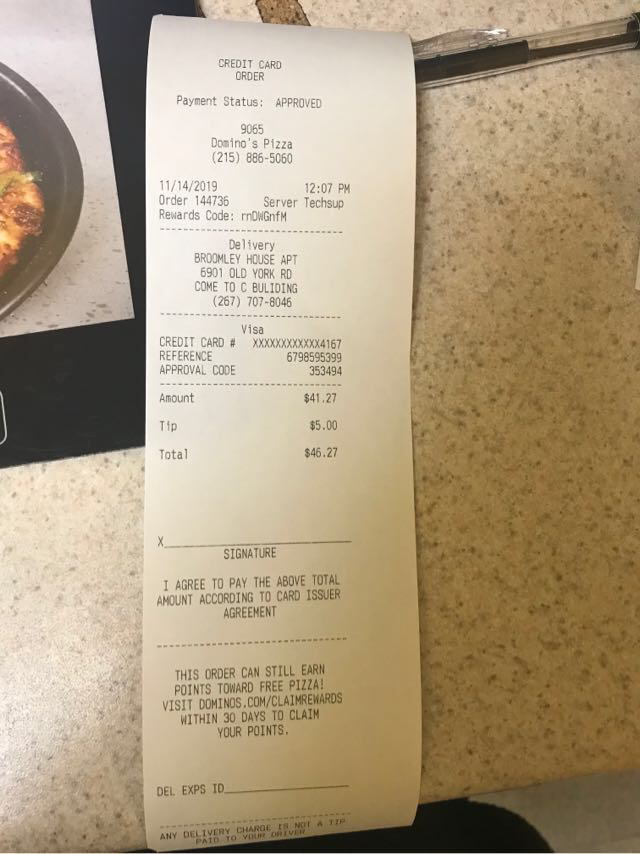 CREDIT CARD
ORDER
Payment Status: APPROVED
9065
Domino's Pizza
(215) 886-5060
11/14/2019 12:07 PM
Order 144736 Server Techsup
Rewards Code: rnDWGnfM
Delivery
BROOMLEY HOUSE APT
6901 OLD YORK RD
COME TO C BULIDING
(267) 707-8046
Visa
CREDIT CARD # XXXXXXXXXXXX4167
REFERENCE 6798595399
APPROVAL CODE 353494
Amount $41.27
Tip $5.00
Total $46.27
X
SIGNATURE
I AGREE TO PAY THE ABOVE TOTAL
AMOUNT ACCORDING TO CARD ISSUER
AGREEMENT
THIS ORDER CAN STILL EARN
POINTS TOWARD FREE PIZZA!
VISIT DOMINOS.COM/CLAIMREWARDS
WITHIN 30 DAYS TO CLAIM
YOUR POINTS.
DEL EXPS ID
ANY DELIVERY CHARGE IS NOT A TIP
PAID TO YOUR DRIVER